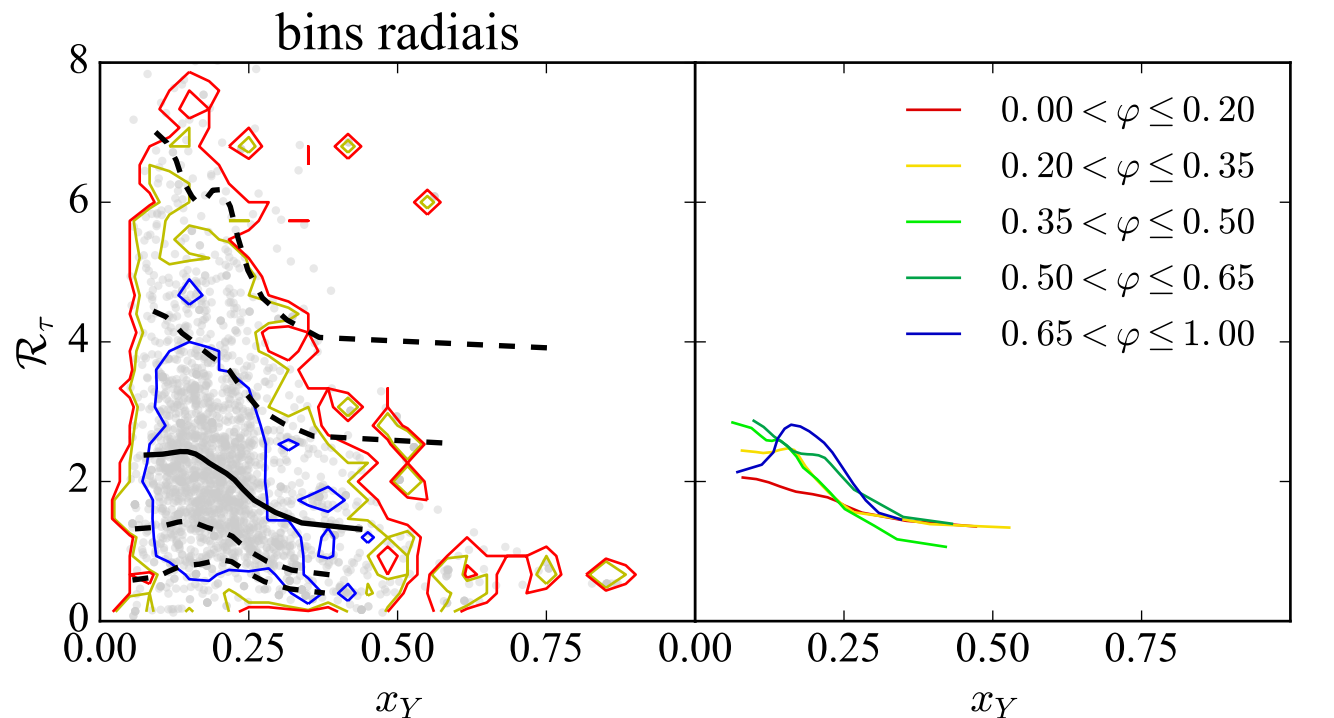 bins radiais
8
6
4
2
0
ℛτ
0.00 0.25 0.50 0.75
x_Y
0.00 < φ ≤ 0.20
0.20 < φ ≤ 0.35
0.35 < φ ≤ 0.50
0.50 < φ ≤ 0.65
0.65 < φ ≤ 1.00
0.00 0.25 0.50 0.75
x_Y